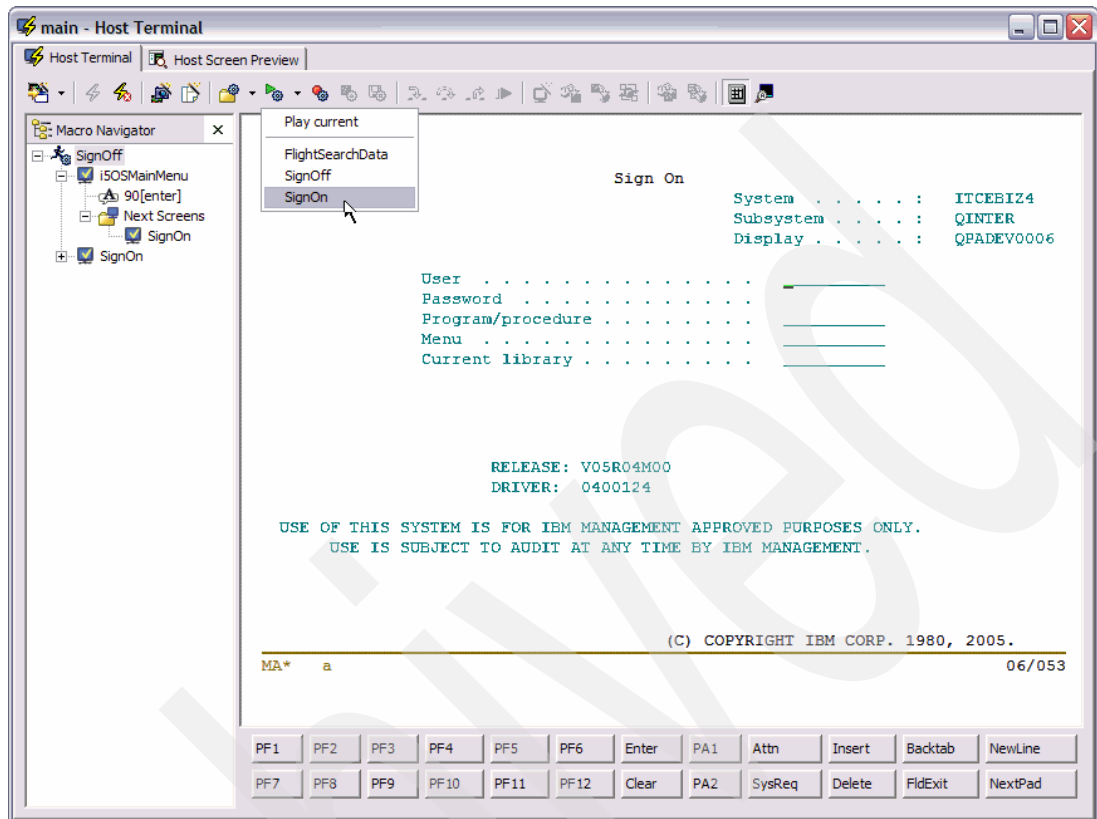 main - Host Terminal
Host Terminal
Host Screen Preview
Macro Navigator
SignOff
i5OSMainMenu
90[enter]
Next Screens
SignOn
SignOn
Play current
FlightSearchData
SignOff
SignOn
Sign On
System . . . . . : ITCEBIZ4
Subsystem . . . . : QINTER
Display . . . . . : QPADEV0006
User . . . . . . . . . . . . . .
Password . . . . . . . . . . . .
Program/procedure . . . . . . . .
Menu . . . . . . . . . . . . . .
Current library . . . . . . . . .
RELEASE: V05R04M00
DRIVER: 0400124
USE OF THIS SYSTEM IS FOR IBM MANAGEMENT APPROVED PURPOSES ONLY.
USE IS SUBJECT TO AUDIT AT ANY TIME BY IBM MANAGEMENT.
(C) COPYRIGHT IBM CORP. 1980, 2005.
MA* a 06/053
PF1 PF2 PF3 PF4 PF5 PF6 Enter PA1 Attn Insert Backtab NewLine
PF7 PF8 PF9 PF10 PF11 PF12 Clear PA2 SysReq Delete FldExit NextPad